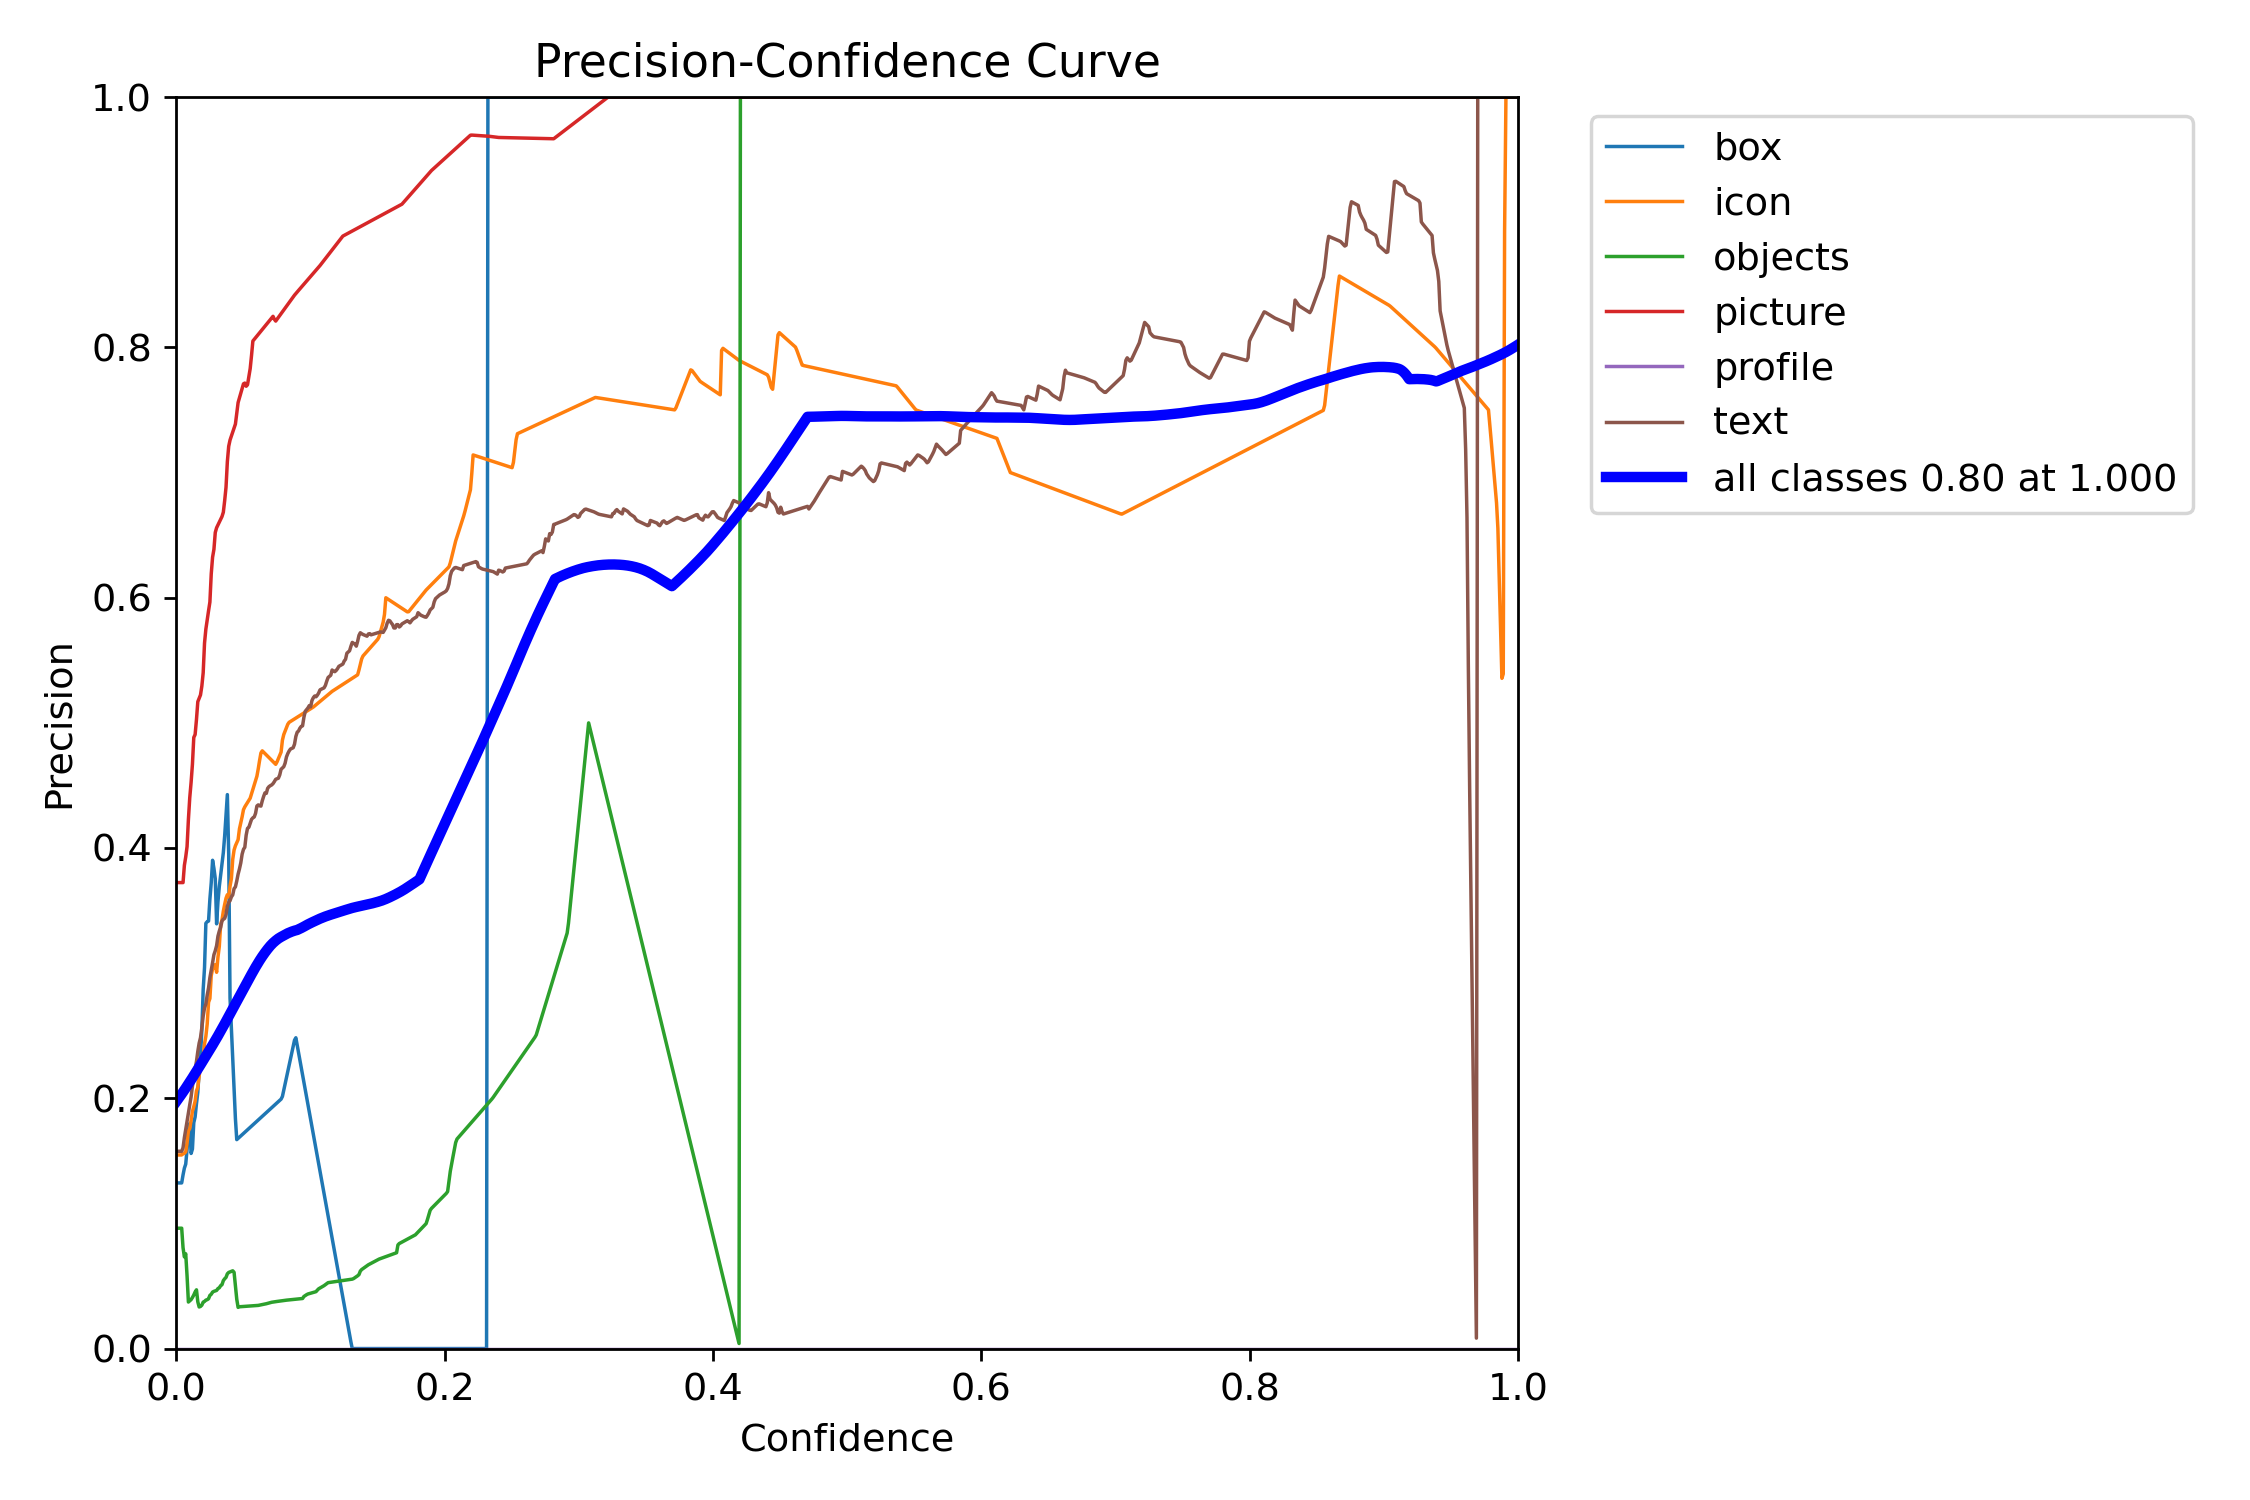 Precision-Confidence Curve
1.0
0.8
0.6
0.4
0.2
0.0
Precision
0.0 0.2 0.4 0.6 0.8 1.0
Confidence
box
icon
objects
picture
profile
text
all classes 0.80 at 1.000